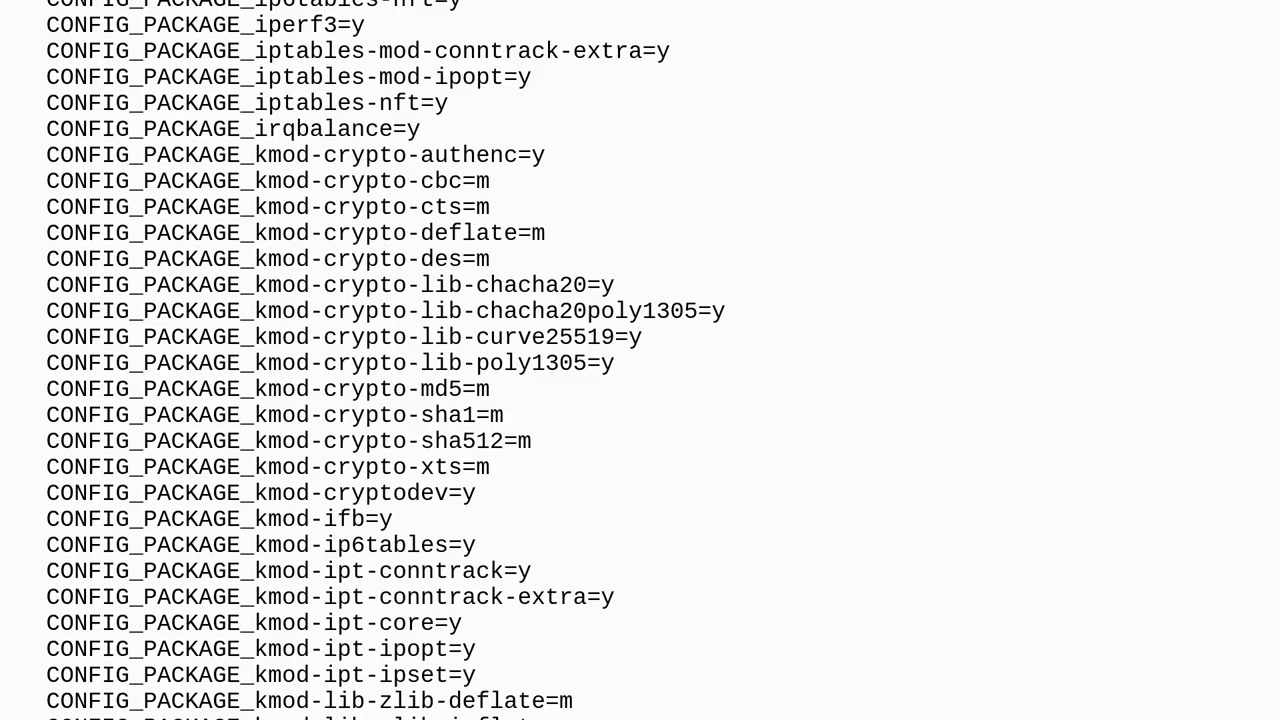 CONFIG_PACKAGE_ip6tables-nft=y
CONFIG_PACKAGE_iperf3=y
CONFIG_PACKAGE_iptables-mod-conntrack-extra=y
CONFIG_PACKAGE_iptables-mod-ipopt=y
CONFIG_PACKAGE_iptables-nft=y
CONFIG_PACKAGE_irqbalance=y
CONFIG_PACKAGE_kmod-crypto-authenc=y
CONFIG_PACKAGE_kmod-crypto-cbc=m
CONFIG_PACKAGE_kmod-crypto-cts=m
CONFIG_PACKAGE_kmod-crypto-deflate=m
CONFIG_PACKAGE_kmod-crypto-des=m
CONFIG_PACKAGE_kmod-crypto-lib-chacha20=y
CONFIG_PACKAGE_kmod-crypto-lib-chacha20poly1305=y
CONFIG_PACKAGE_kmod-crypto-lib-curve25519=y
CONFIG_PACKAGE_kmod-crypto-lib-poly1305=y
CONFIG_PACKAGE_kmod-crypto-md5=m
CONFIG_PACKAGE_kmod-crypto-sha1=m
CONFIG_PACKAGE_kmod-crypto-sha512=m
CONFIG_PACKAGE_kmod-crypto-xts=m
CONFIG_PACKAGE_kmod-cryptodev=y
CONFIG_PACKAGE_kmod-ifb=y
CONFIG_PACKAGE_kmod-ip6tables=y
CONFIG_PACKAGE_kmod-ipt-conntrack=y
CONFIG_PACKAGE_kmod-ipt-conntrack-extra=y
CONFIG_PACKAGE_kmod-ipt-core=y
CONFIG_PACKAGE_kmod-ipt-ipopt=y
CONFIG_PACKAGE_kmod-ipt-ipset=y
CONFIG_PACKAGE_kmod-lib-zlib-deflate=m